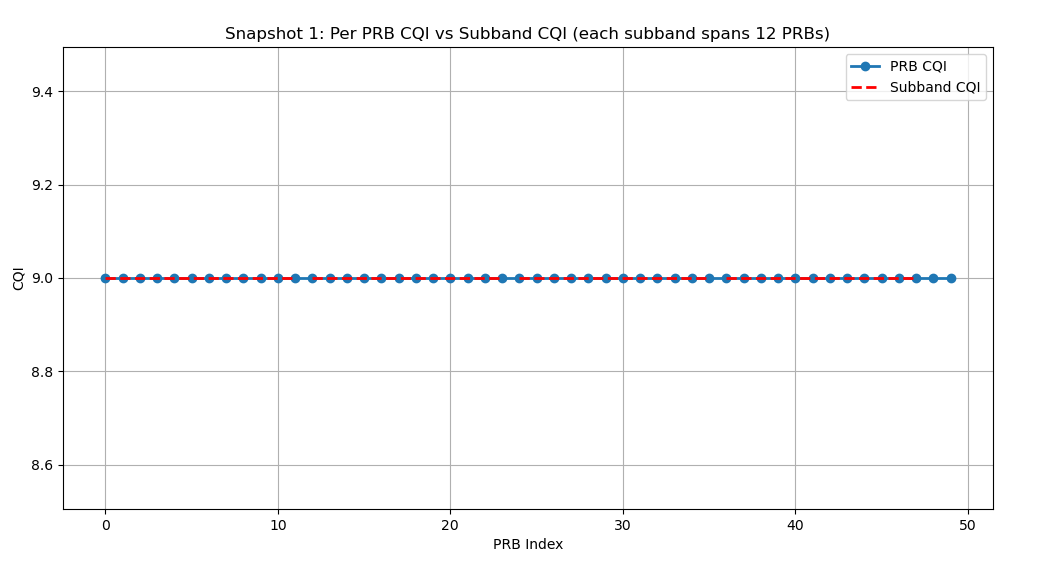 Snapshot 1: Per PRB CQI vs Subband CQI (each subband spans 12 PRBs)
PRB CQI
Subband CQI
9.4
9.2
9.0
8.8
8.6
CQI
0 10 20 30 40 50
PRB Index